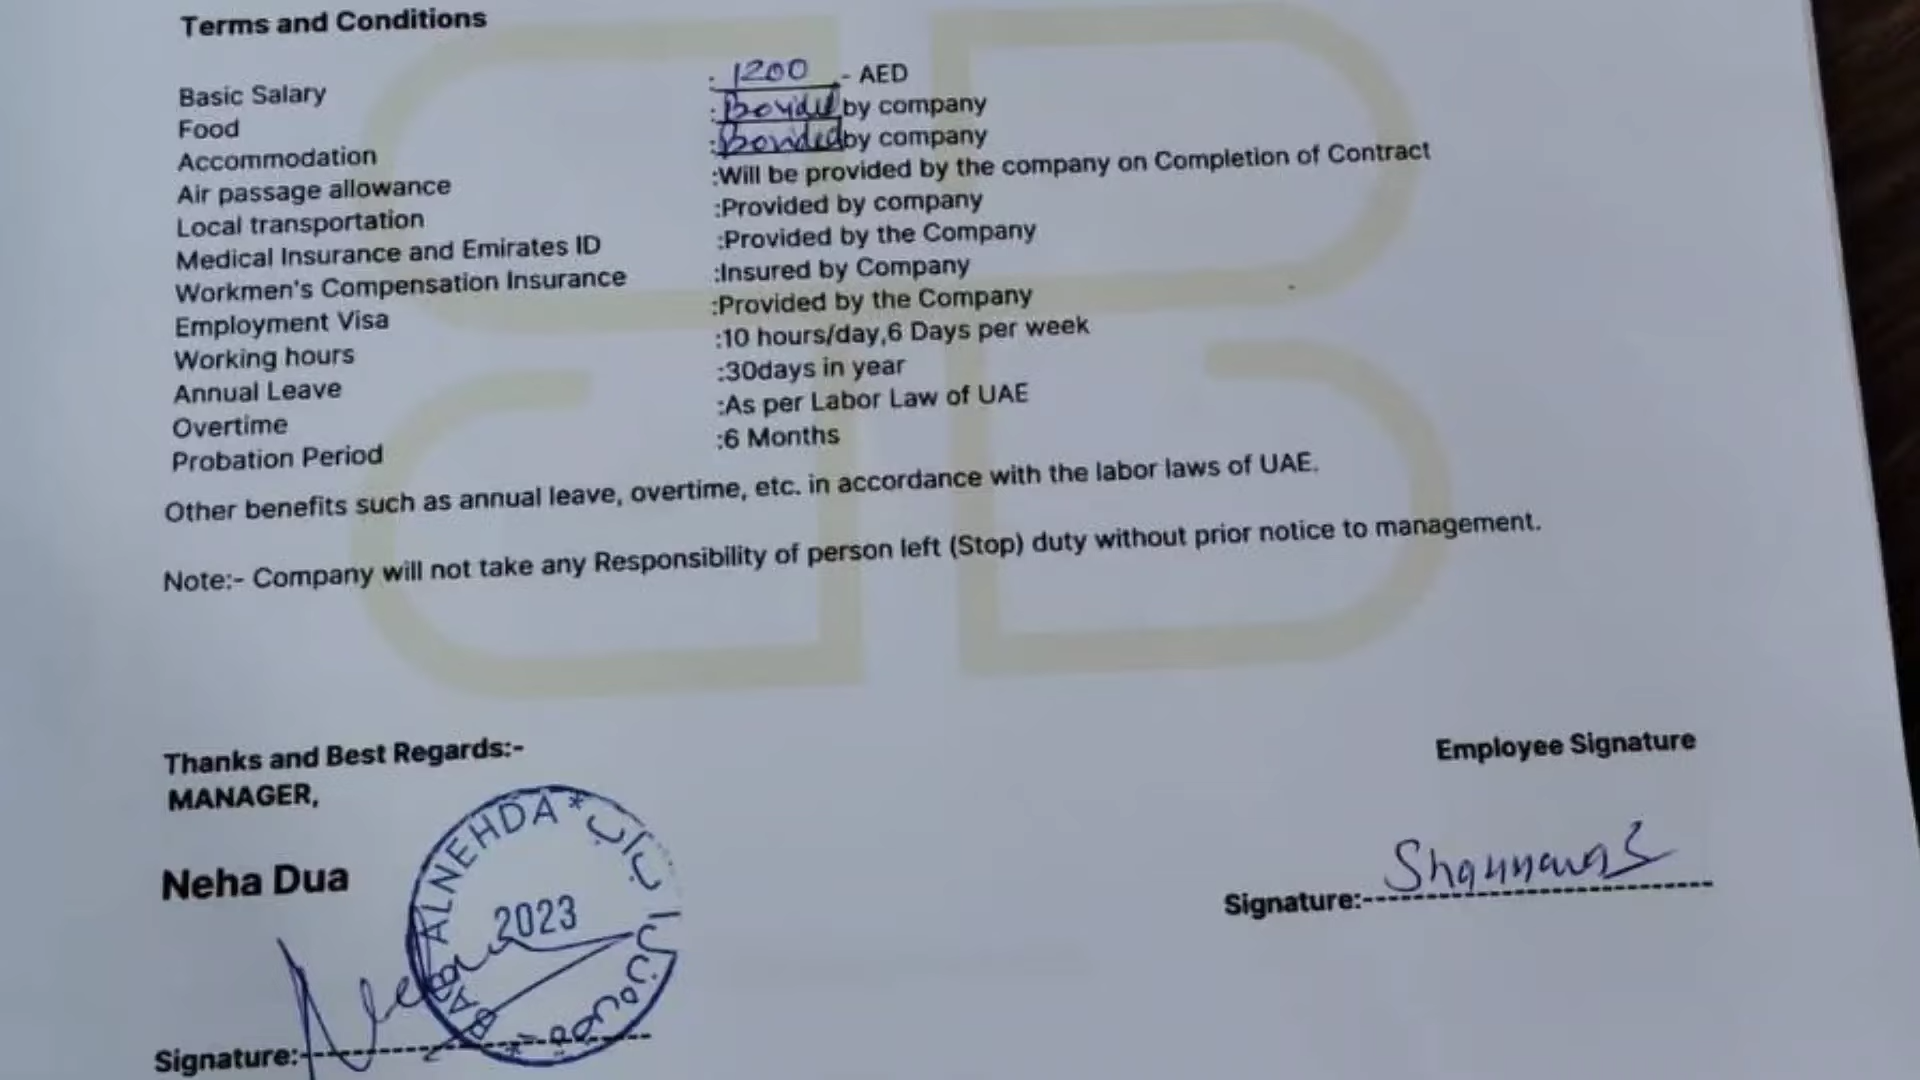 Terms and Conditions
Basic Salary : 1200 - AED
Food : by company
Accommodation : by company
Air passage allowance :Will be provided by the company on Completion of Contract
Local transportation :Provided by company
Medical Insurance and Emirates ID :Provided by the Company
Workmen's Compensation Insurance :Insured by Company
Employment Visa :Provided by the Company
Working hours :10 hours/day,6 Days per week
Annual Leave :30days in year
Overtime :As per Labor Law of UAE
Probation Period :6 Months
Other benefits such as annual leave, overtime, etc. in accordance with the labor laws of UAE.
Note:- Company will not take any Responsibility of person left (Stop) duty without prior notice to management.
Thanks and Best Regards:-
MANAGER,
Employee Signature
Neha Dua
BAB ALNEHDA * باب
2023
Signature:-
Signature:-